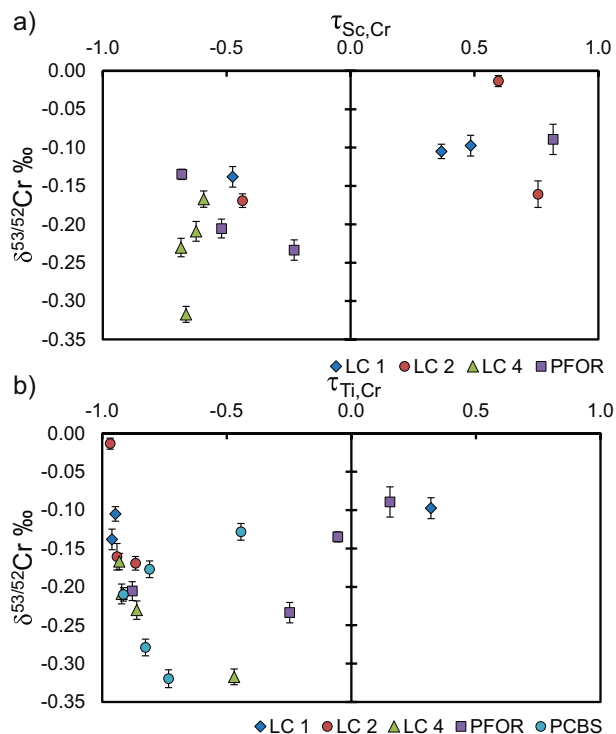 a)
τSc,Cr
-1.0 -0.5 0.0 0.5 1.0
0.00
-0.05
-0.10
-0.15
-0.20
-0.25
-0.30
-0.35
δ53/52Cr ‰
LC 1 LC 2 LC 4 PFOR
b)
τTi,Cr
-1.0 -0.5 0.0 0.5 1.0
0.00
-0.05
-0.10
-0.15
-0.20
-0.25
-0.30
-0.35
δ53/52Cr ‰
LC 1 LC 2 LC 4 PFOR PCBS